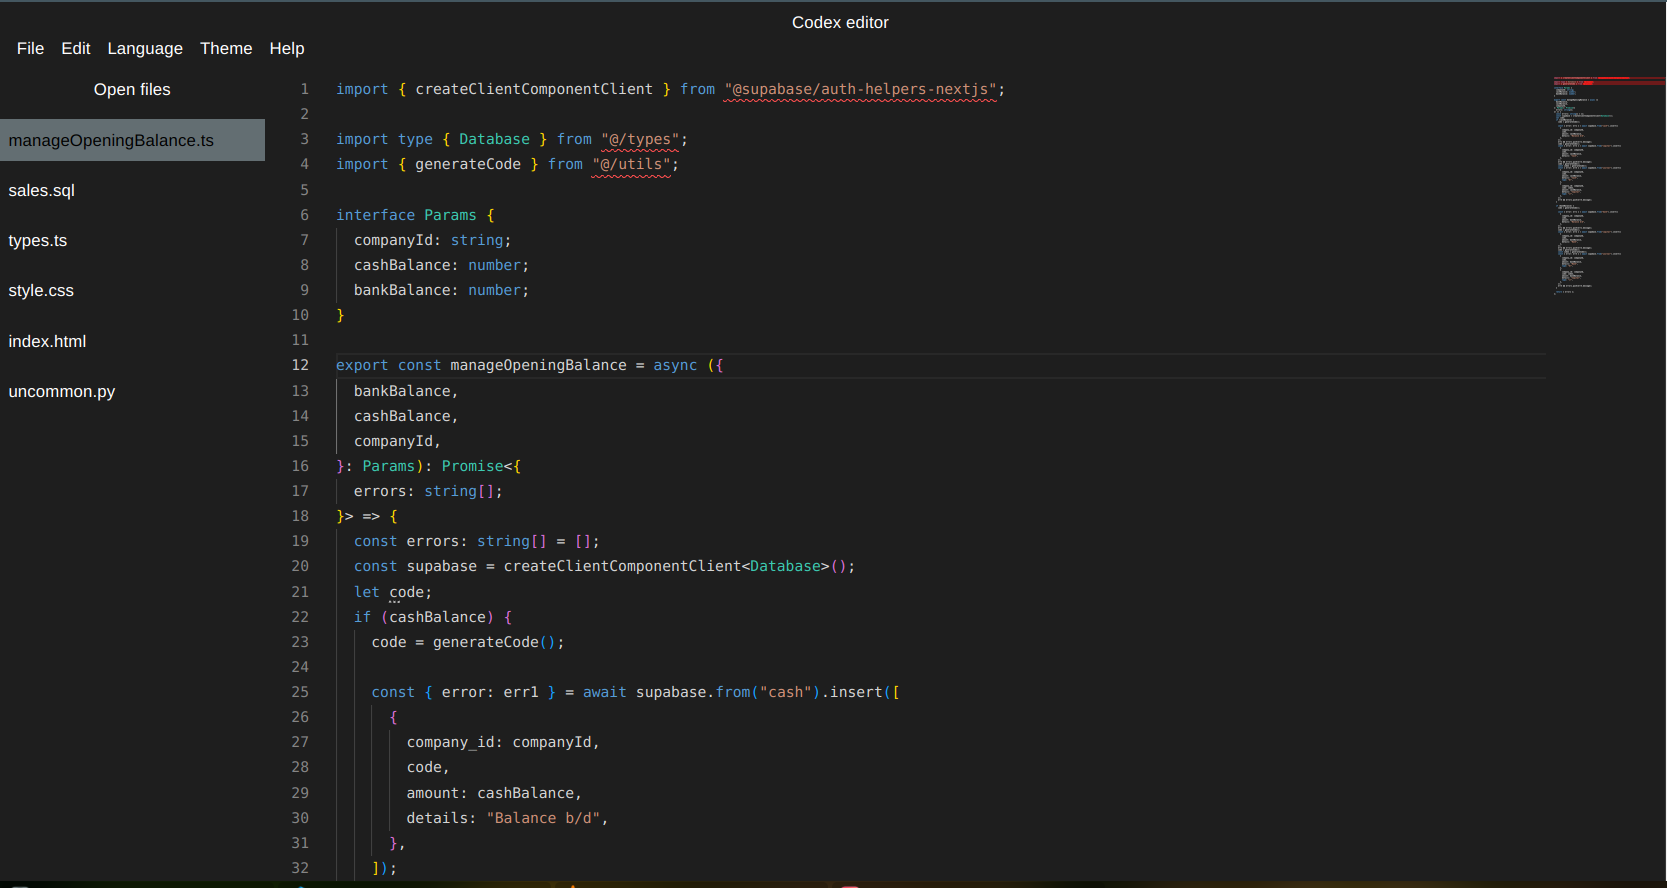 Codex editor
File Edit Language Theme Help
Open files
manageOpeningBalance.ts
sales.sql
types.ts
style.css
index.html
uncommon.py
1 import { createClientComponentClient } from "@supabase/auth-helpers-nextjs";
2
3 import type { Database } from "@/types";
4 import { generateCode } from "@/utils";
5
6 interface Params {
7   companyId: string;
8   cashBalance: number;
9   bankBalance: number;
10 }
11
12 export const manageOpeningBalance = async ({
13   bankBalance,
14   cashBalance,
15   companyId,
16 }: Params): Promise<{
17   errors: string[];
18 }> => {
19   const errors: string[] = [];
20   const supabase = createClientComponentClient<Database>();
21   let code;
22   if (cashBalance) {
23     code = generateCode();
24
25     const { error: err1 } = await supabase.from("cash").insert([
26       {
27         company_id: companyId,
28         code,
29         amount: cashBalance,
30         details: "Balance b/d",
31       },
32     ]);